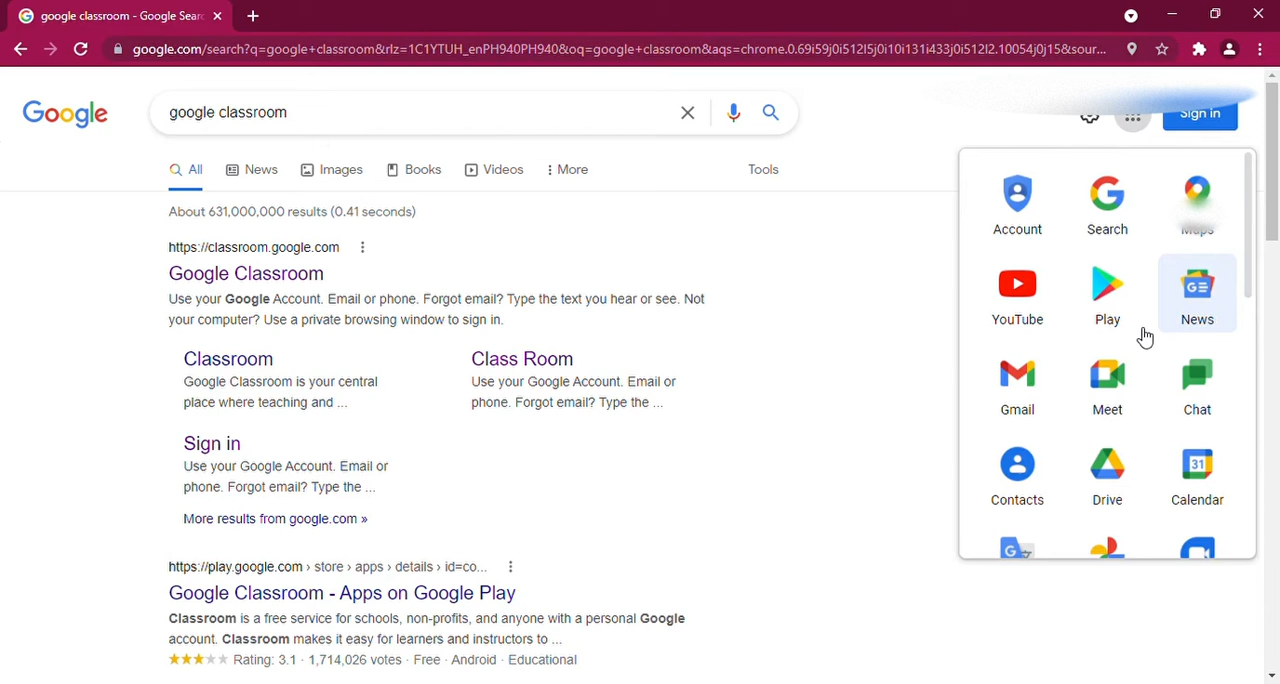 google classroom - Google Sear
google.com/search?q=google+classroom&rlz=1C1YTUH_enPH940PH940&oq=google+classroom&aqs=chrome.0.69i59j0i512l5j0i10i131i433j0i512l2.10054j0j15&sour...
Google
google classroom
Sign in
All
News
Images
Books
Videos
More
Tools
About 631,000,000 results (0.41 seconds)
https://classroom.google.com
Google Classroom
Use your Google Account. Email or phone. Forgot email? Type the text you hear or see. Not
your computer? Use a private browsing window to sign in.
Classroom
Google Classroom is your central
place where teaching and ...
Class Room
Use your Google Account. Email or
phone. Forgot email? Type the ...
Sign in
Use your Google Account. Email or
phone. Forgot email? Type the ...
More results from google.com »
https://play.google.com › store › apps › details › id=co...
Google Classroom - Apps on Google Play
Classroom is a free service for schools, non-profits, and anyone with a personal Google
account. Classroom makes it easy for learners and instructors to ...
Rating: 3.1 · 1,714,026 votes · Free · Android · Educational
Account
Search
Maps
YouTube
Play
News
Gmail
Meet
Chat
Contacts
Drive
31
Calendar